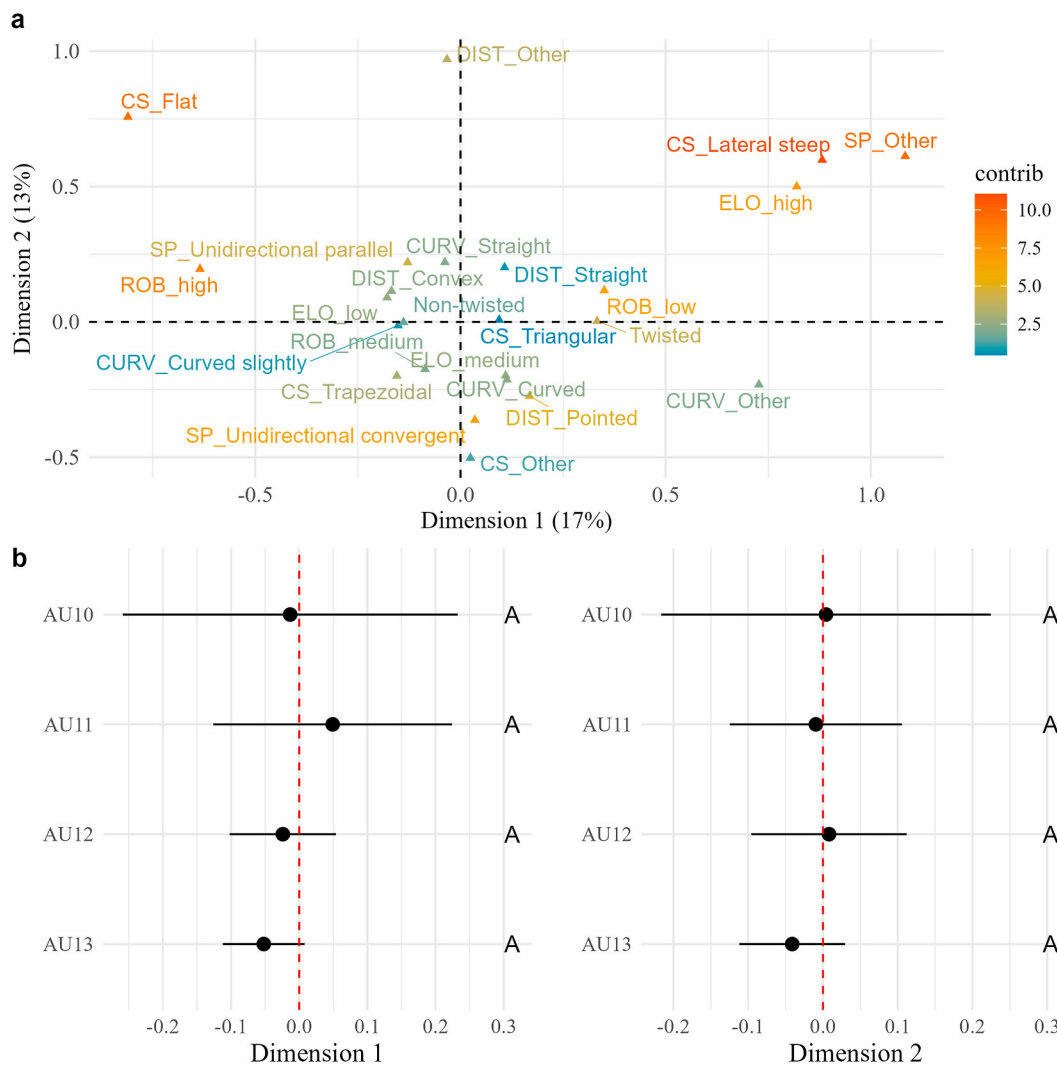 a
1.0
0.5
0.0
-0.5
Dimension 2 (13%)
DIST_Other
CS_Flat
CS_Lateral steep
SP_Other
ELO_high
SP_Unidirectional parallel
CURV_Straight
ROB_high
DIST_Convex
DIST_Straight
ELO_low
Non-twisted
ROB_low
ROB_medium
CS_Triangular
Twisted
CURV_Curved slightly
ELO_medium
CS_Trapezoidal
CURV_Curved
CURV_Other
DIST_Pointed
SP_Unidirectional convergent
CS_Other
-0.5 0.0 0.5 1.0
Dimension 1 (17%)
contrib
10.0
7.5
5.0
2.5
b
AU10 A
AU11 A
AU12 A
AU13 A
-0.2 -0.1 0.0 0.1 0.2 0.3
Dimension 1
AU10 A
AU11 A
AU12 A
AU13 A
-0.2 -0.1 0.0 0.1 0.2 0.3
Dimension 2